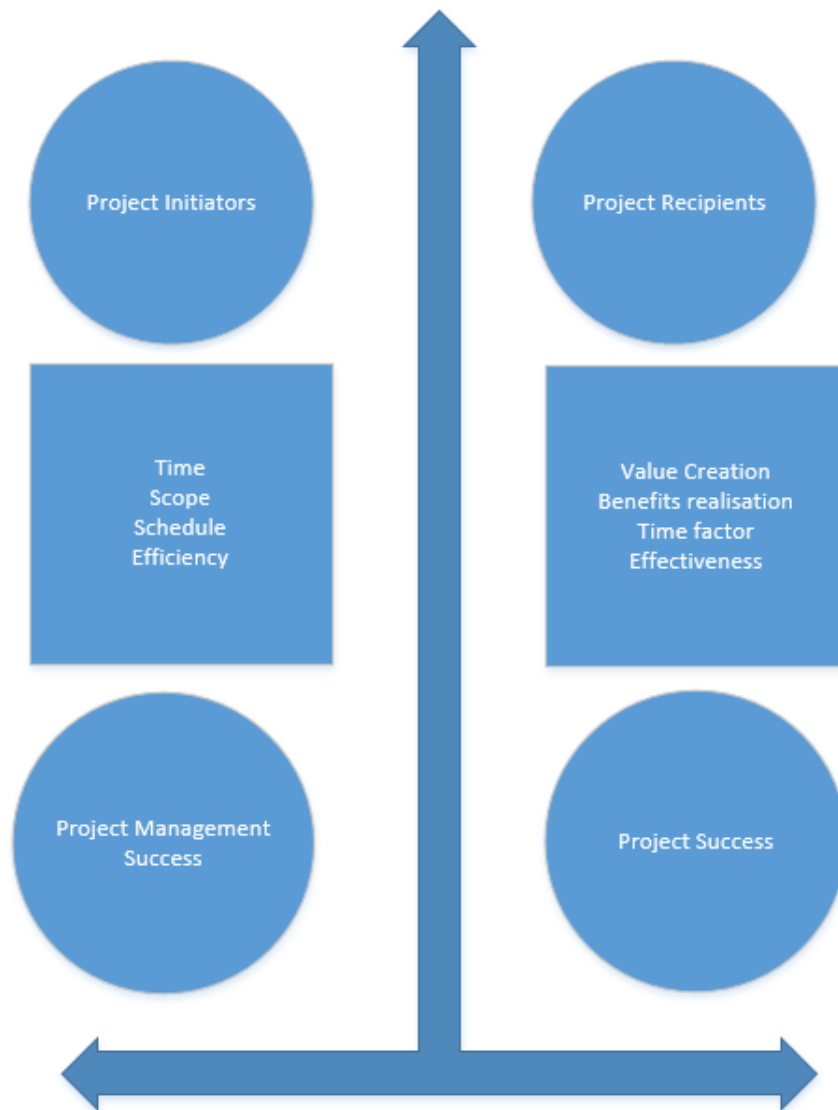 Project Initiators
Project Recipients
Time
Scope
Schedule
Efficiency
Value Creation
Benefits realisation
Time factor
Effectiveness
Project Management
Success
Project Success